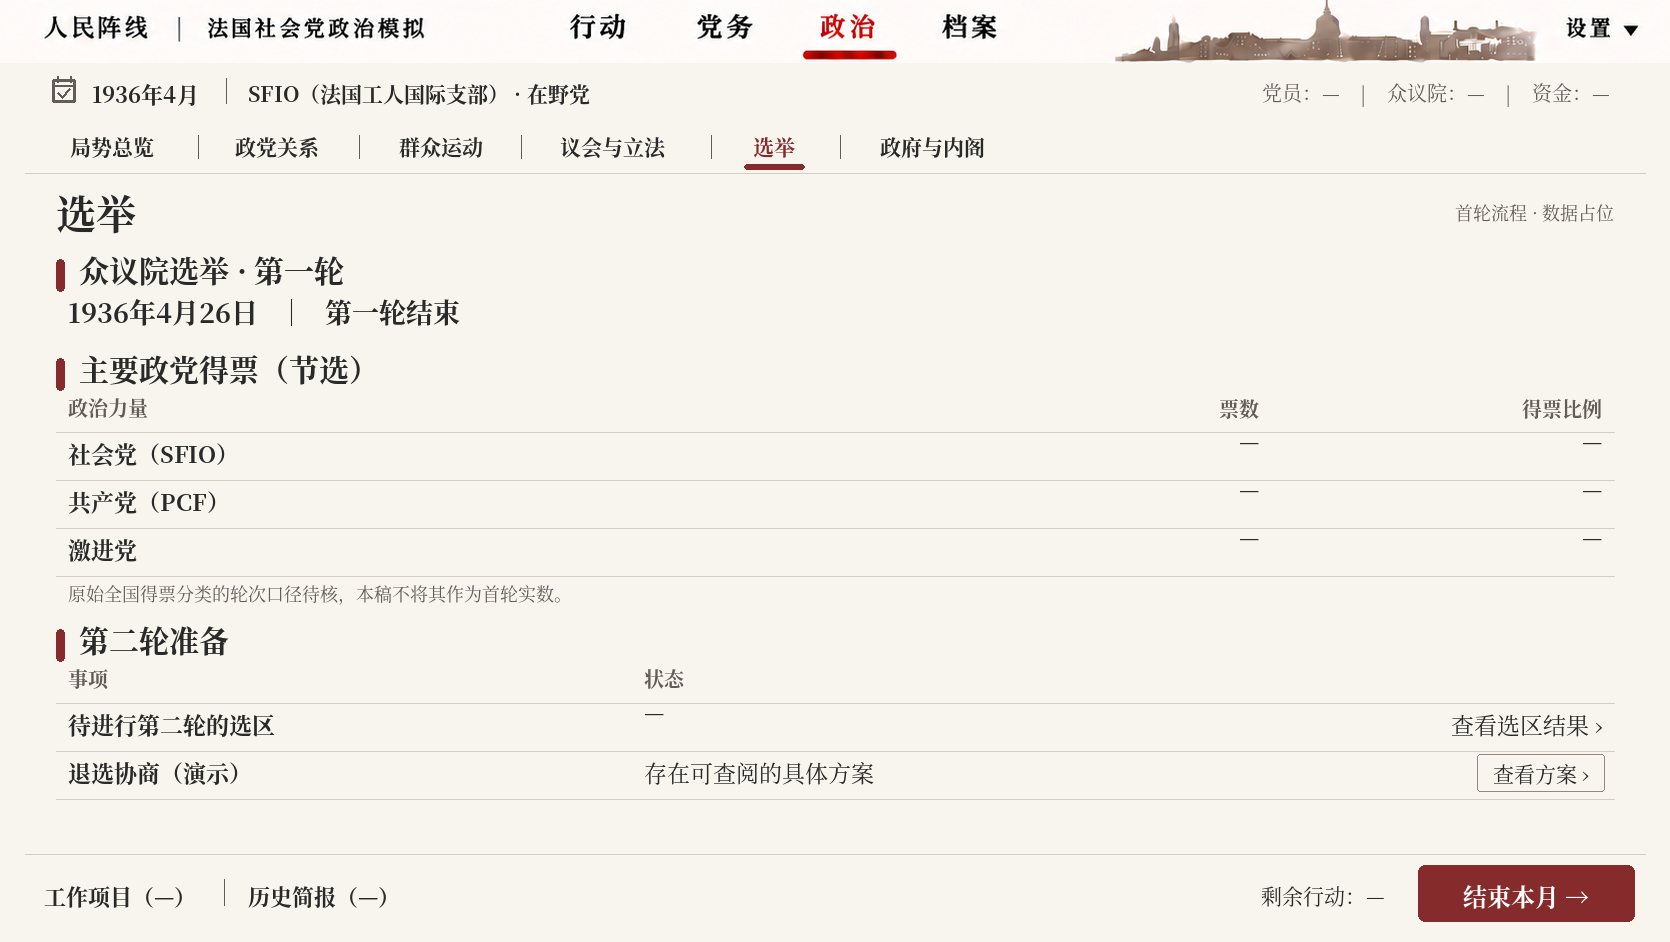 人民阵线 | 法国社会党政治模拟 行动 党务 政治 档案 设置 ▼
1936年4月 | SFIO（法国工人国际支部）· 在野党 党员：— | 众议院：— | 资金：—
局势总览 | 政党关系 | 群众运动 | 议会与立法 | 选举 | 政府与内阁
选举 首轮流程 · 数据占位
众议院选举 · 第一轮
1936年4月26日 | 第一轮结束
主要政党得票（节选）
政治力量 票数 得票比例
社会党（SFIO） — —
共产党（PCF） — —
激进党 — —
原始全国得票分类的轮次口径待核，本稿不将其作为首轮实数。
第二轮准备
事项 状态
待进行第二轮的选区 — 查看选区结果 ›
退选协商（演示） 存在可查阅的具体方案 查看方案 ›
工作项目（—） | 历史简报（—） 剩余行动：— 结束本月 →